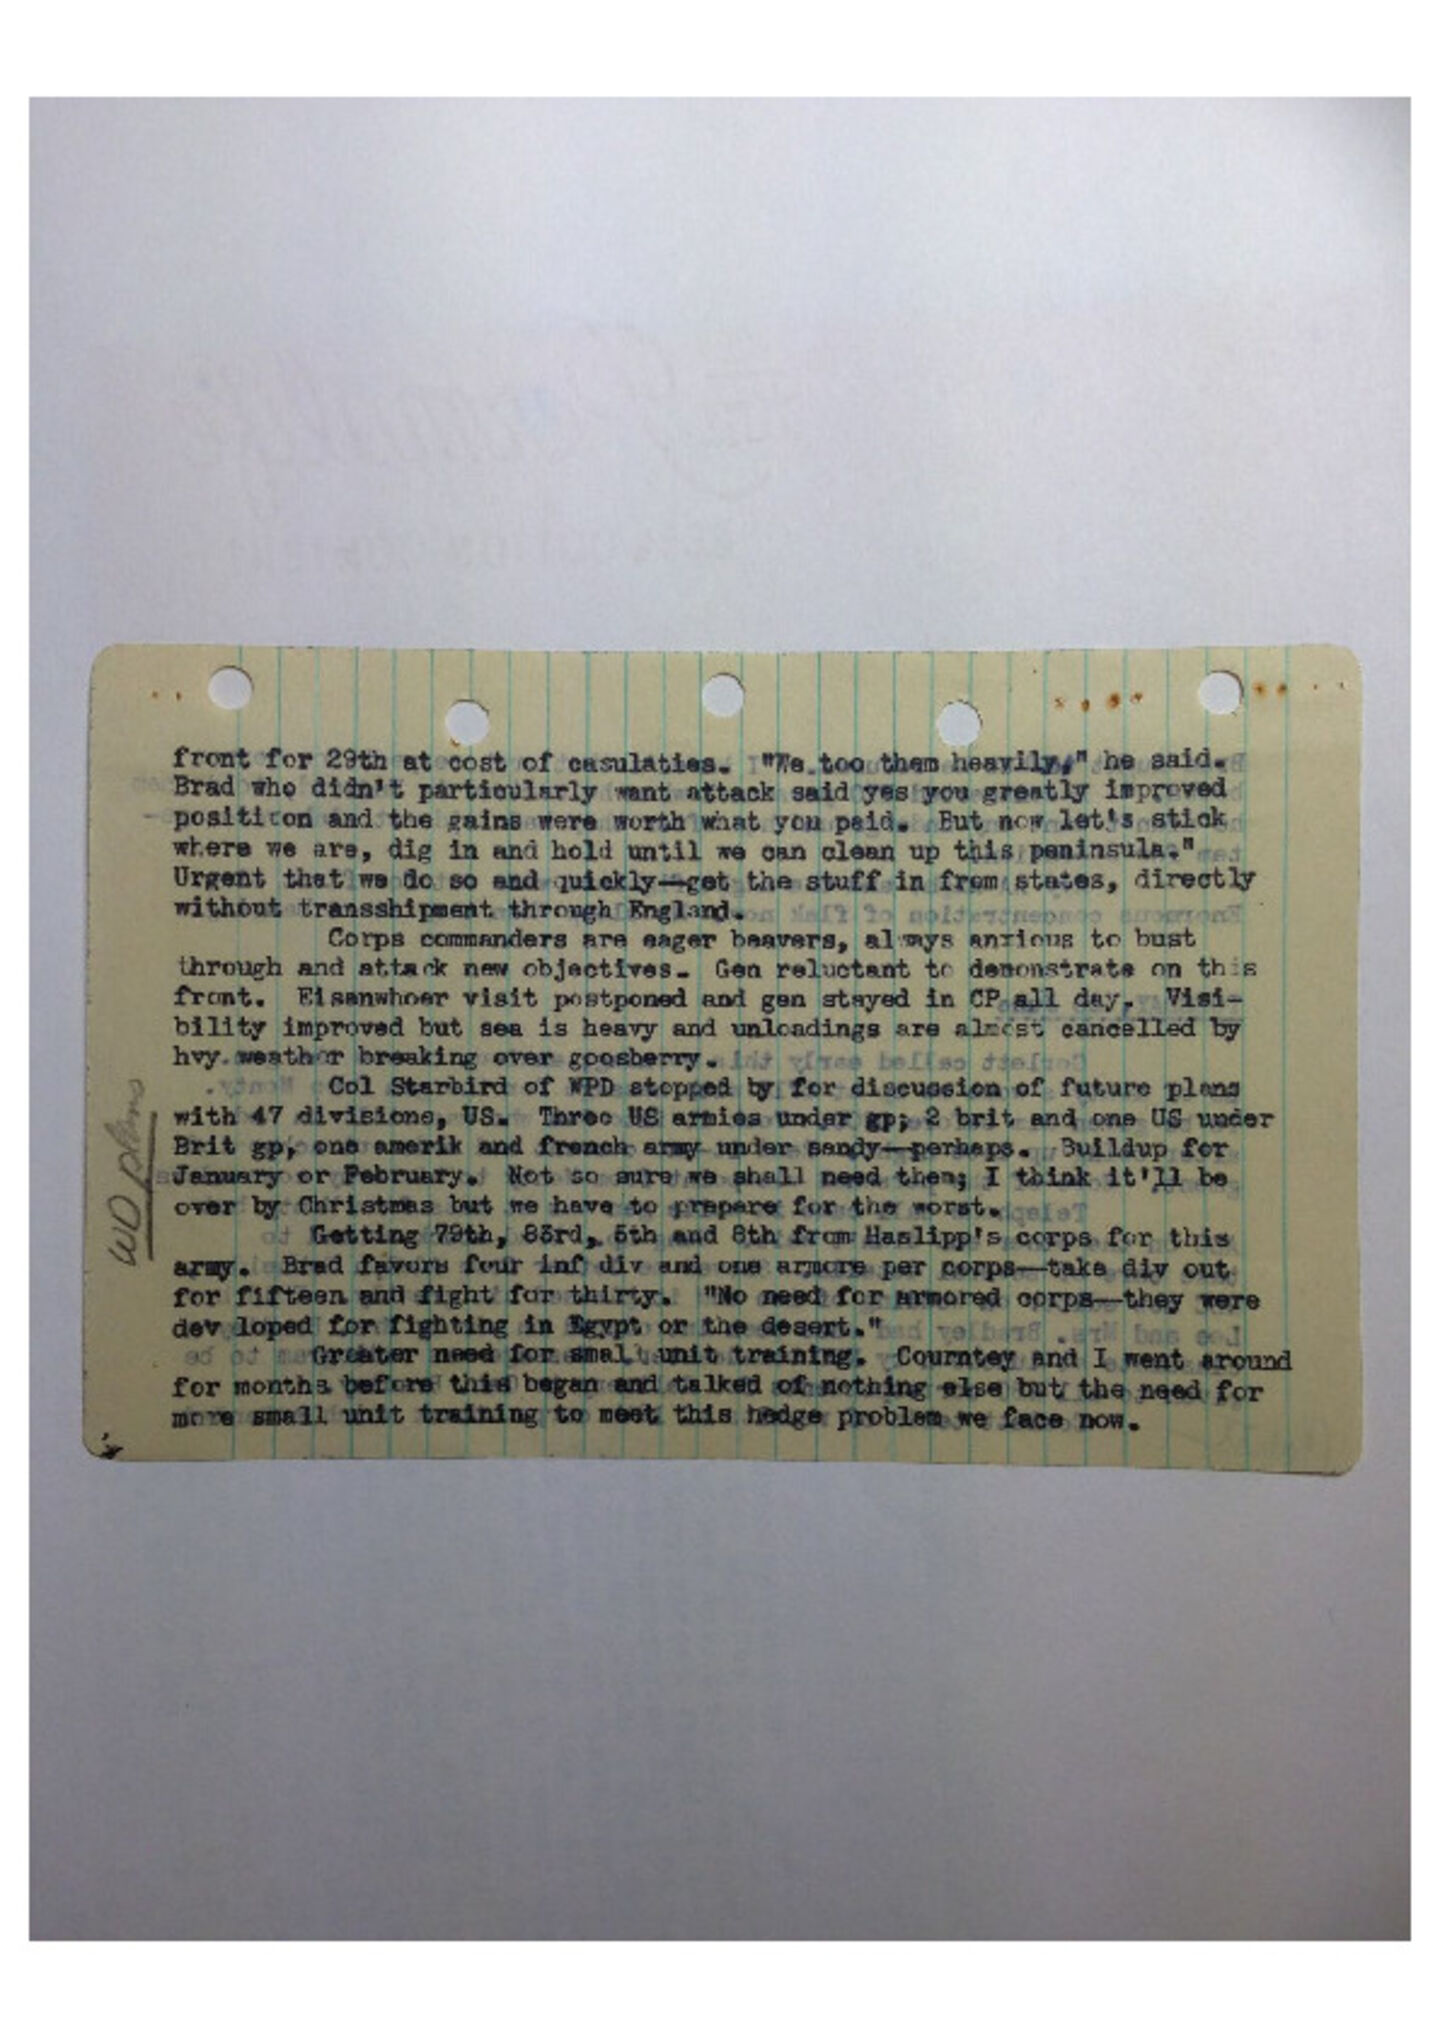 front for 29th at cost of casulaties. "We too them heavily," he said.
Brad who didn't particularly want attack said yes you greatly improved
position and the gains were worth what you paid. But now let's stick
where we are, dig in and hold until we can clean up this peninsula."
Urgent that we do so and quickly—get the stuff in from states, directly
without transshipment through England.
Corps commanders are eager beavers, always anxious to bust
through and attack new objectives. Gen reluctant to demonstrate on this
front. Eisenwhoer visit postponed and gen stayed in CP all day. Visi-
bility improved but sea is heavy and unloadings are almost cancelled by
hvy weather breaking over goosberry.
Col Starbird of WPD stopped by for discussion of future plans
with 47 divisions, US. Three US armies under gp; 2 brit and one US under
Brit gp, one amerik and french army under sandy—perhaps. Buildup for
January or February. Not so sure we shall need them; I think it'll be
over by Christmas but we have to prepare for the worst.
Getting 79th, 83rd, 5th and 8th from Haslipp's corps for this
army. Brad favors four inf div and one armore per corps—take div out
for fifteen and fight for thirty. "No need for armored corps—they were
dev loped for fighting in Egypt or the desert."
Greater need for small unit training. Courntey and I went around
for months before this began and talked of nothing else but the need for
more small unit training to meet this hedge problem we face now.
WD plans